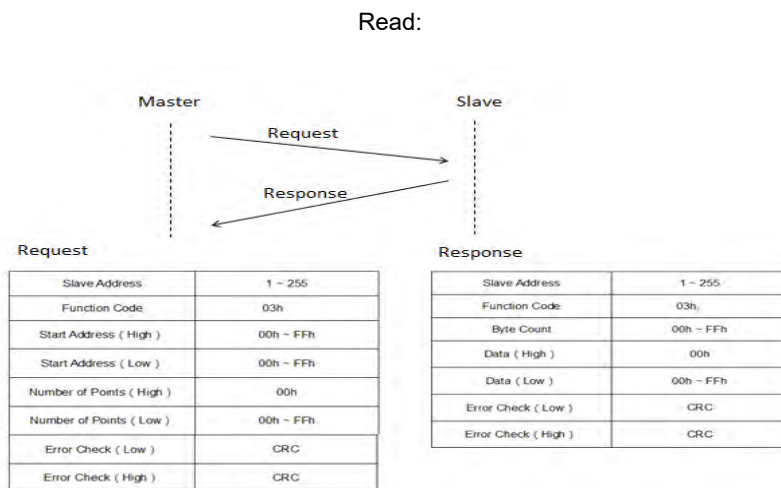 Read:
Master Slave
Request
Response
Request
Slave Address 1 ~ 255
Function Code 03h
Start Address ( High ) 00h ~ FFh
Start Address ( Low ) 00h ~ FFh
Number of Points ( High ) 00h
Number of Points ( Low ) 00h ~ FFh
Error Check ( Low ) CRC
Error Check ( High ) CRC
Response
Slave Address 1 ~ 255
Function Code 03h,
Byte Count 00h ~ FFh
Data ( High ) 00h
Data ( Low ) 00h ~ FFh
Error Check ( Low ) CRC
Error Check ( High ) CRC